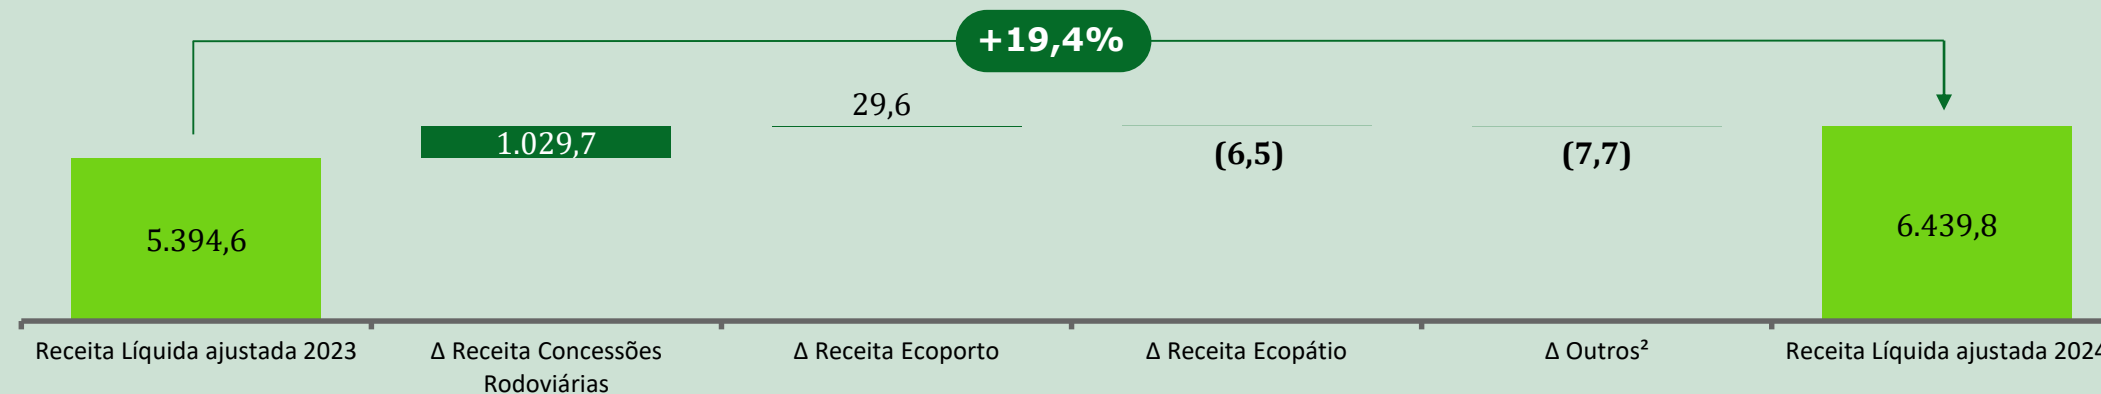 +19,4%
29,6
1.029,7
(6,5)
(7,7)
5.394,6
6.439,8
Receita Líquida ajustada 2023
Δ Receita Concessões
Rodoviárias
Δ Receita Ecoporto
Δ Receita Ecopátio
Δ Outros²
Receita Líquida ajustada 2024